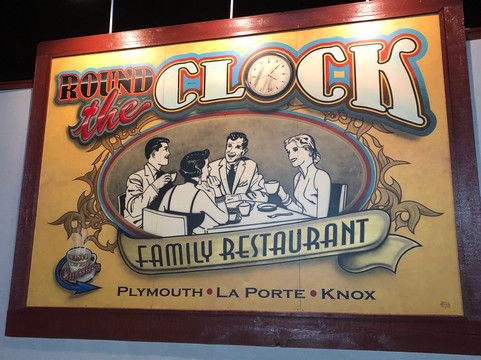 ROUND
the CLOCK
FAMILY RESTAURANT
PLYMOUTH • LA PORTE • KNOX